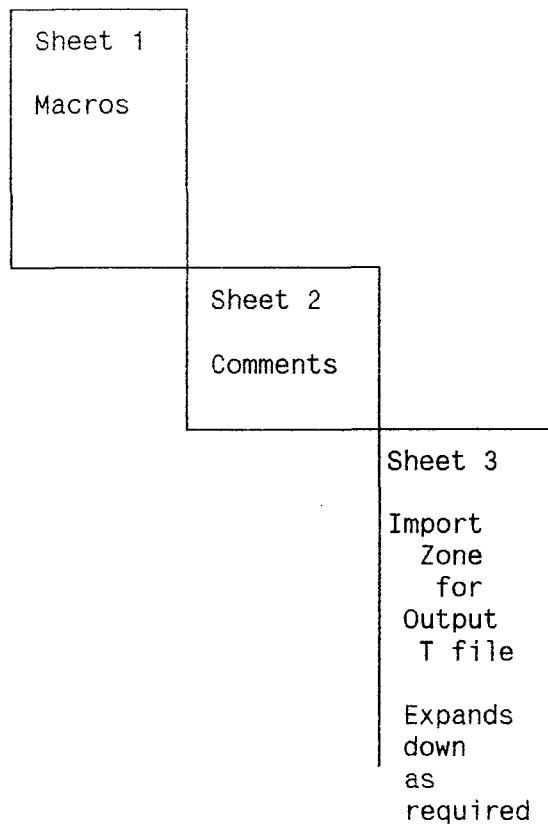 Sheet 1
Macros
Sheet 2
Comments
Sheet 3
Import
Zone
for
Output
T file
Expands
down
as
required